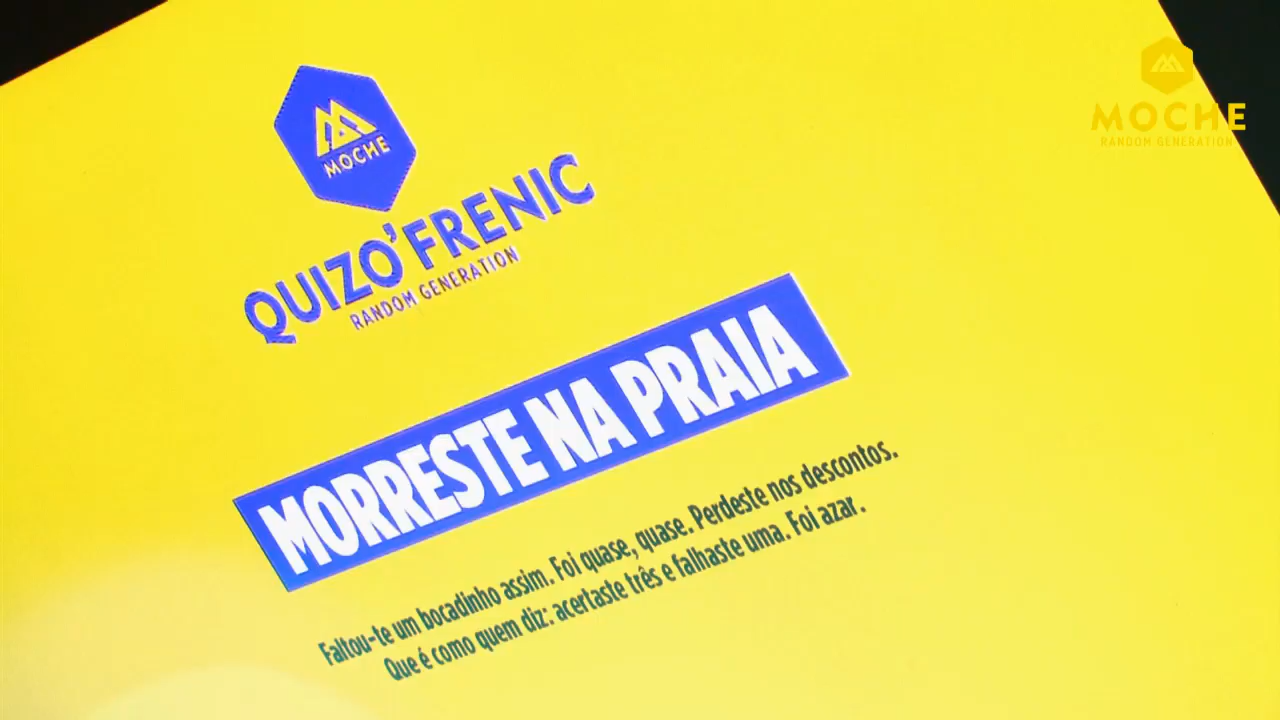 MOCHE
QUIZO'FRENIC
RANDOM GENERATION
MORRESTE NA PRAIA
Faltou-te um bocadinho assim. Foi quase, quase. Perdeste nos descontos.
Que é como quem diz: acertaste três e falhaste uma. Foi azar.
MOCHE
RANDOM GENERATION